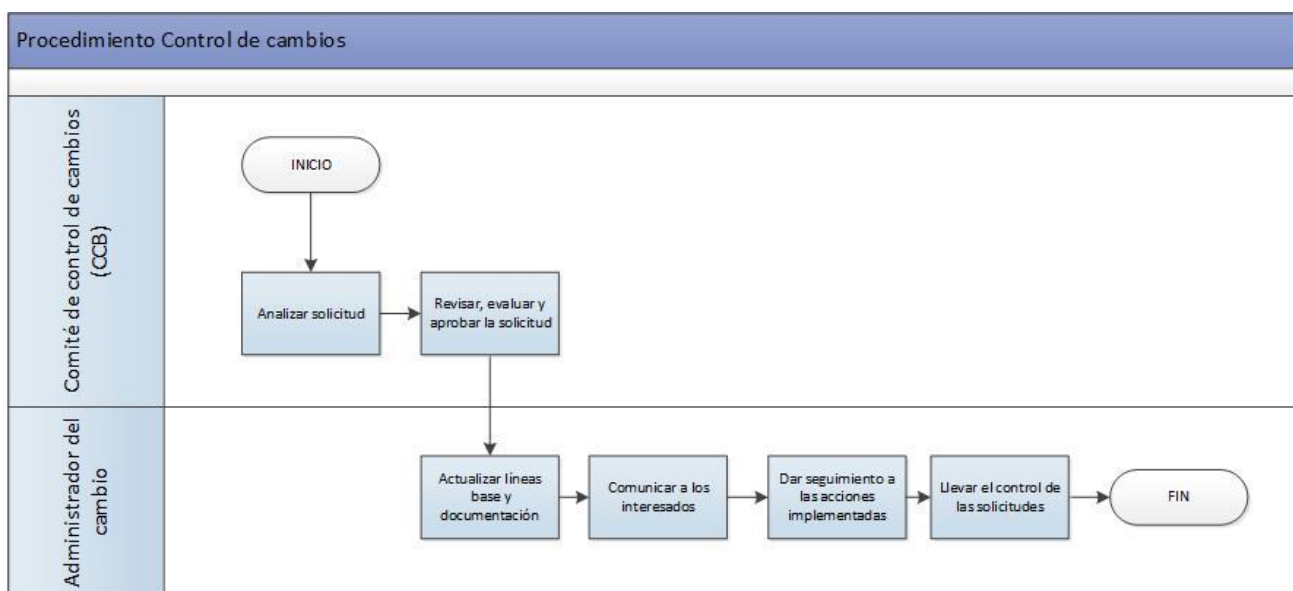 Procedimiento Control de cambios
Comité de control de cambios
(CCB)
INICIO
Analizar solicitud
Revisar, evaluar y
aprobar la solicitud
Administrador del
cambio
Actualizar líneas
base y
documentación
Comunicar a los
interesados
Dar seguimiento a
las acciones
implementadas
Llevar el control de
las solicitudes
FIN